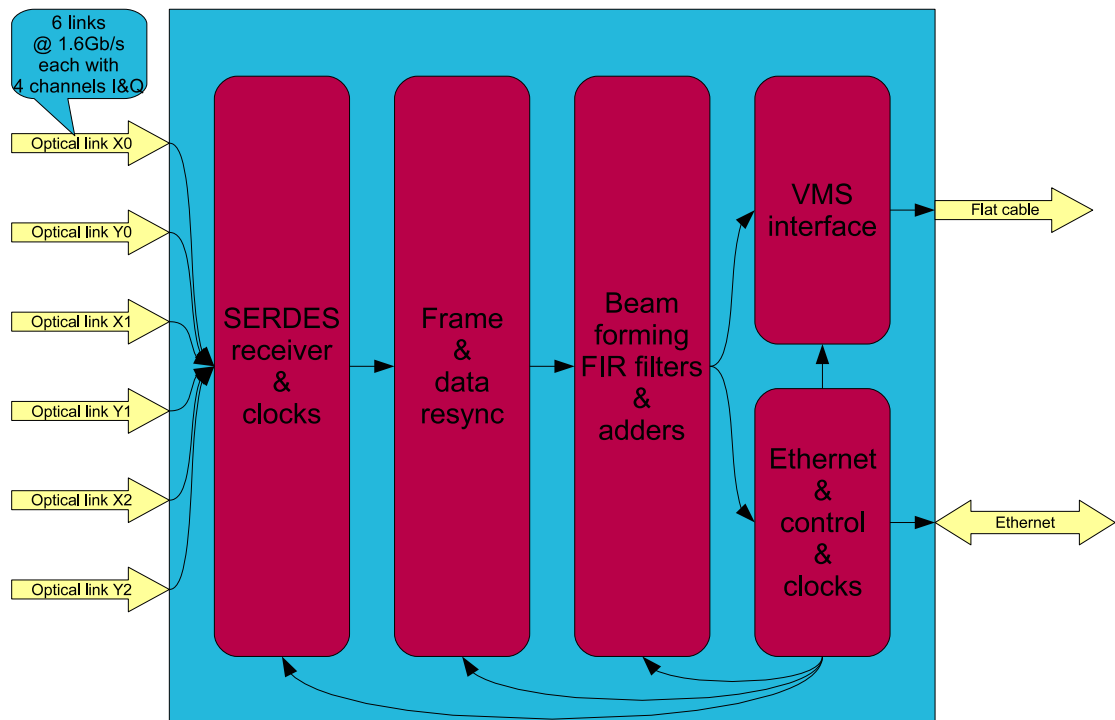 6 links
@ 1.6Gb/s
each with
4 channels I&Q
Optical link X0
Optical link Y0
Optical link X1
Optical link Y1
Optical link X2
Optical link Y2
SERDES
receiver
&
clocks
Frame
&
data
resync
Beam
forming
FIR filters
&
adders
VMS
interface
Ethernet
&
control
&
clocks
Flat cable
Ethernet